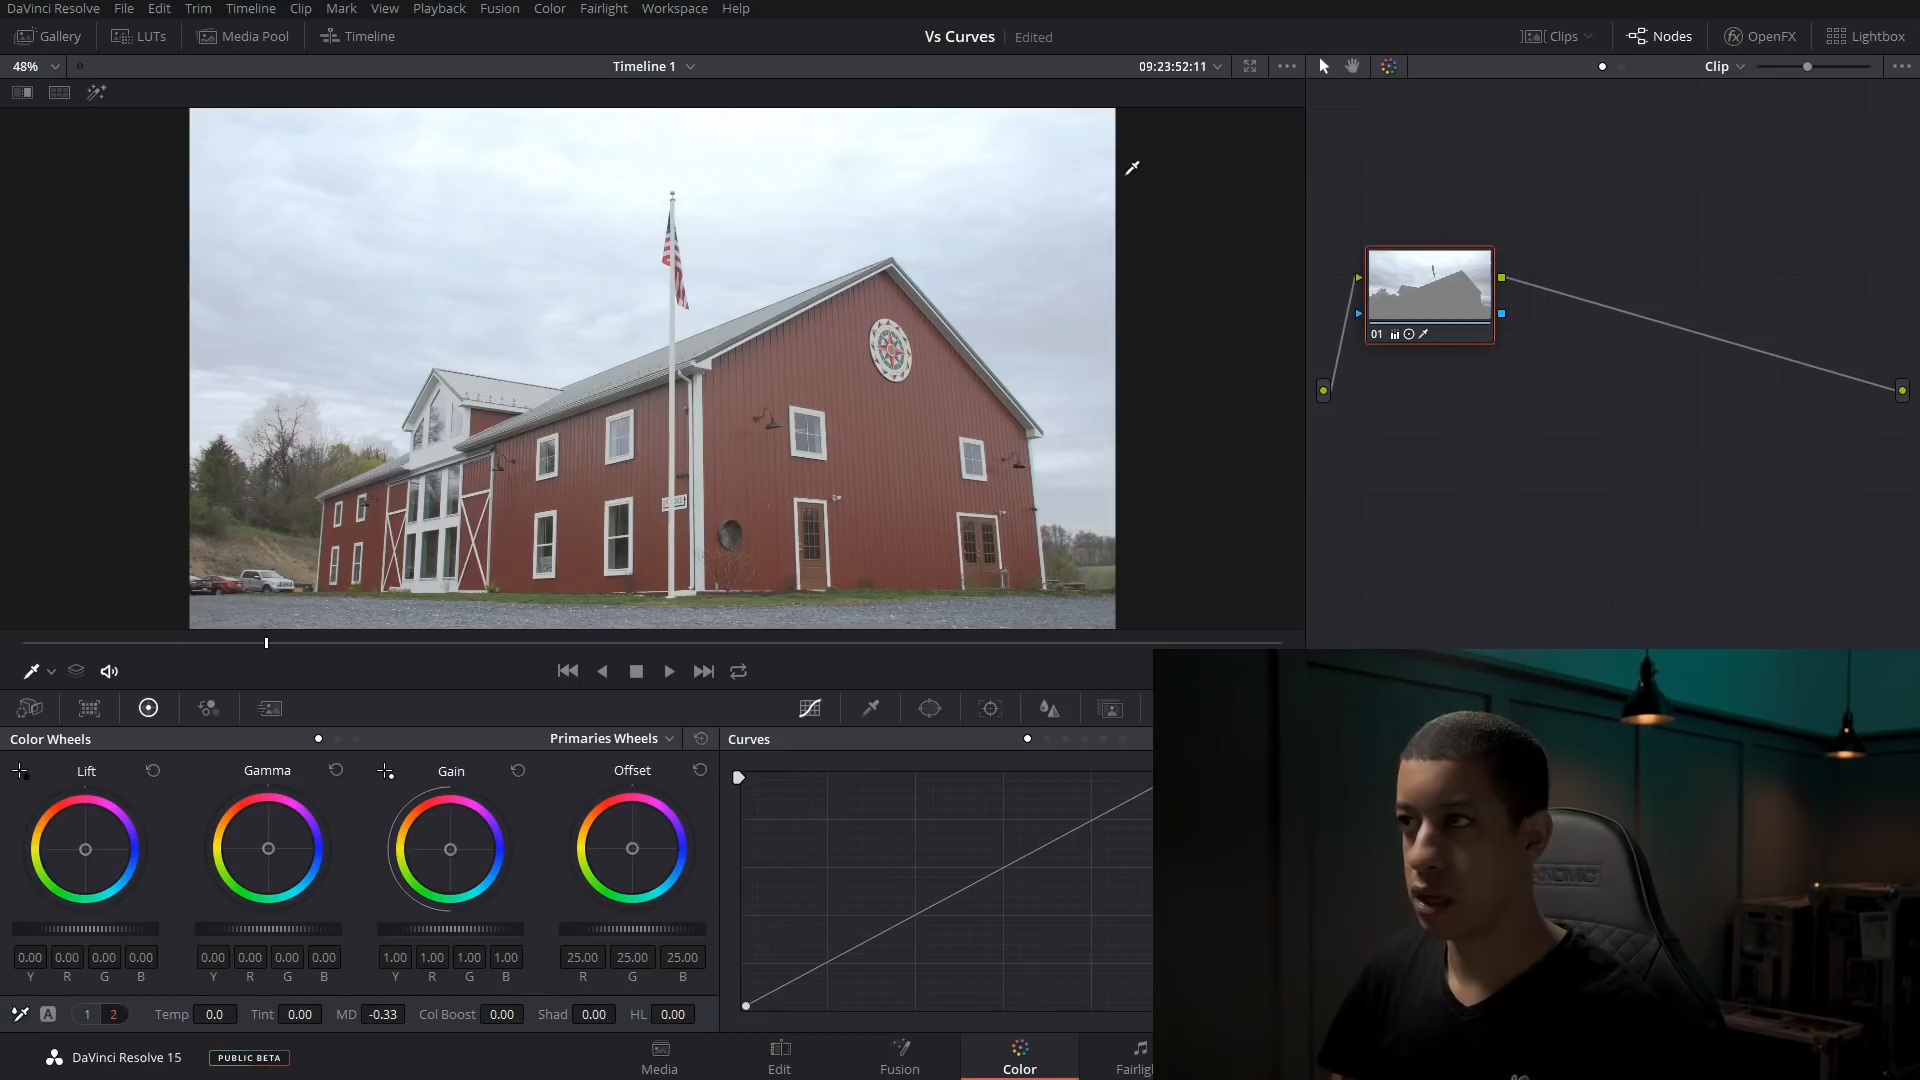 DaVinci Resolve File Edit Trim Timeline Clip Mark View Playback Fusion Color Fairlight Workspace Help
Gallery LUTs Media Pool Timeline Vs Curves Edited Clips Nodes fx OpenFX Lightbox
48% Timeline 1 09:23:52:11 Clip
01
Color Wheels Primaries Wheels Curves
Lift Gamma Gain Offset
0.00 0.00 0.00 0.00 0.00 0.00 0.00 0.00 1.00 1.00 1.00 1.00 25.00 25.00 25.00
Y R G B Y R G B Y R G B R G B
A 1 2 Temp 0.0 Tint 0.00 MD -0.33 Col Boost 0.00 Shad 0.00 HL 0.00
DaVinci Resolve 15 PUBLIC BETA
Media Edit Fusion Color Fairlig